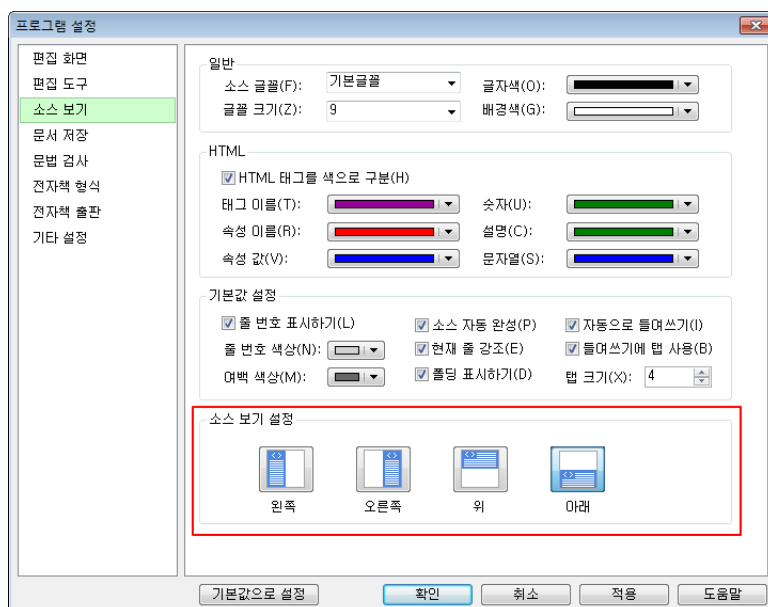 프로그램 설정
편집 화면
편집 도구
소스 보기
문서 저장
문법 검사
전자책 형식
전자책 출판
기타 설정
일반
소스 글꼴(F): 기본글꼴 글자색(O):
글꼴 크기(Z): 9 배경색(G):
HTML
HTML 태그를 색으로 구분(H)
태그 이름(T): 숫자(U):
속성 이름(R): 설명(C):
속성 값(V): 문자열(S):
기본값 설정
줄 번호 표시하기(L) 소스 자동 완성(P) 자동으로 들여쓰기(I)
줄 번호 색상(N): 현재 줄 강조(E) 들여쓰기에 탭 사용(B)
여백 색상(M): 폴딩 표시하기(D) 탭 크기(X): 4
소스 보기 설정
왼쪽 오른쪽 위 아래
기본값으로 설정 확인 취소 적용 도움말